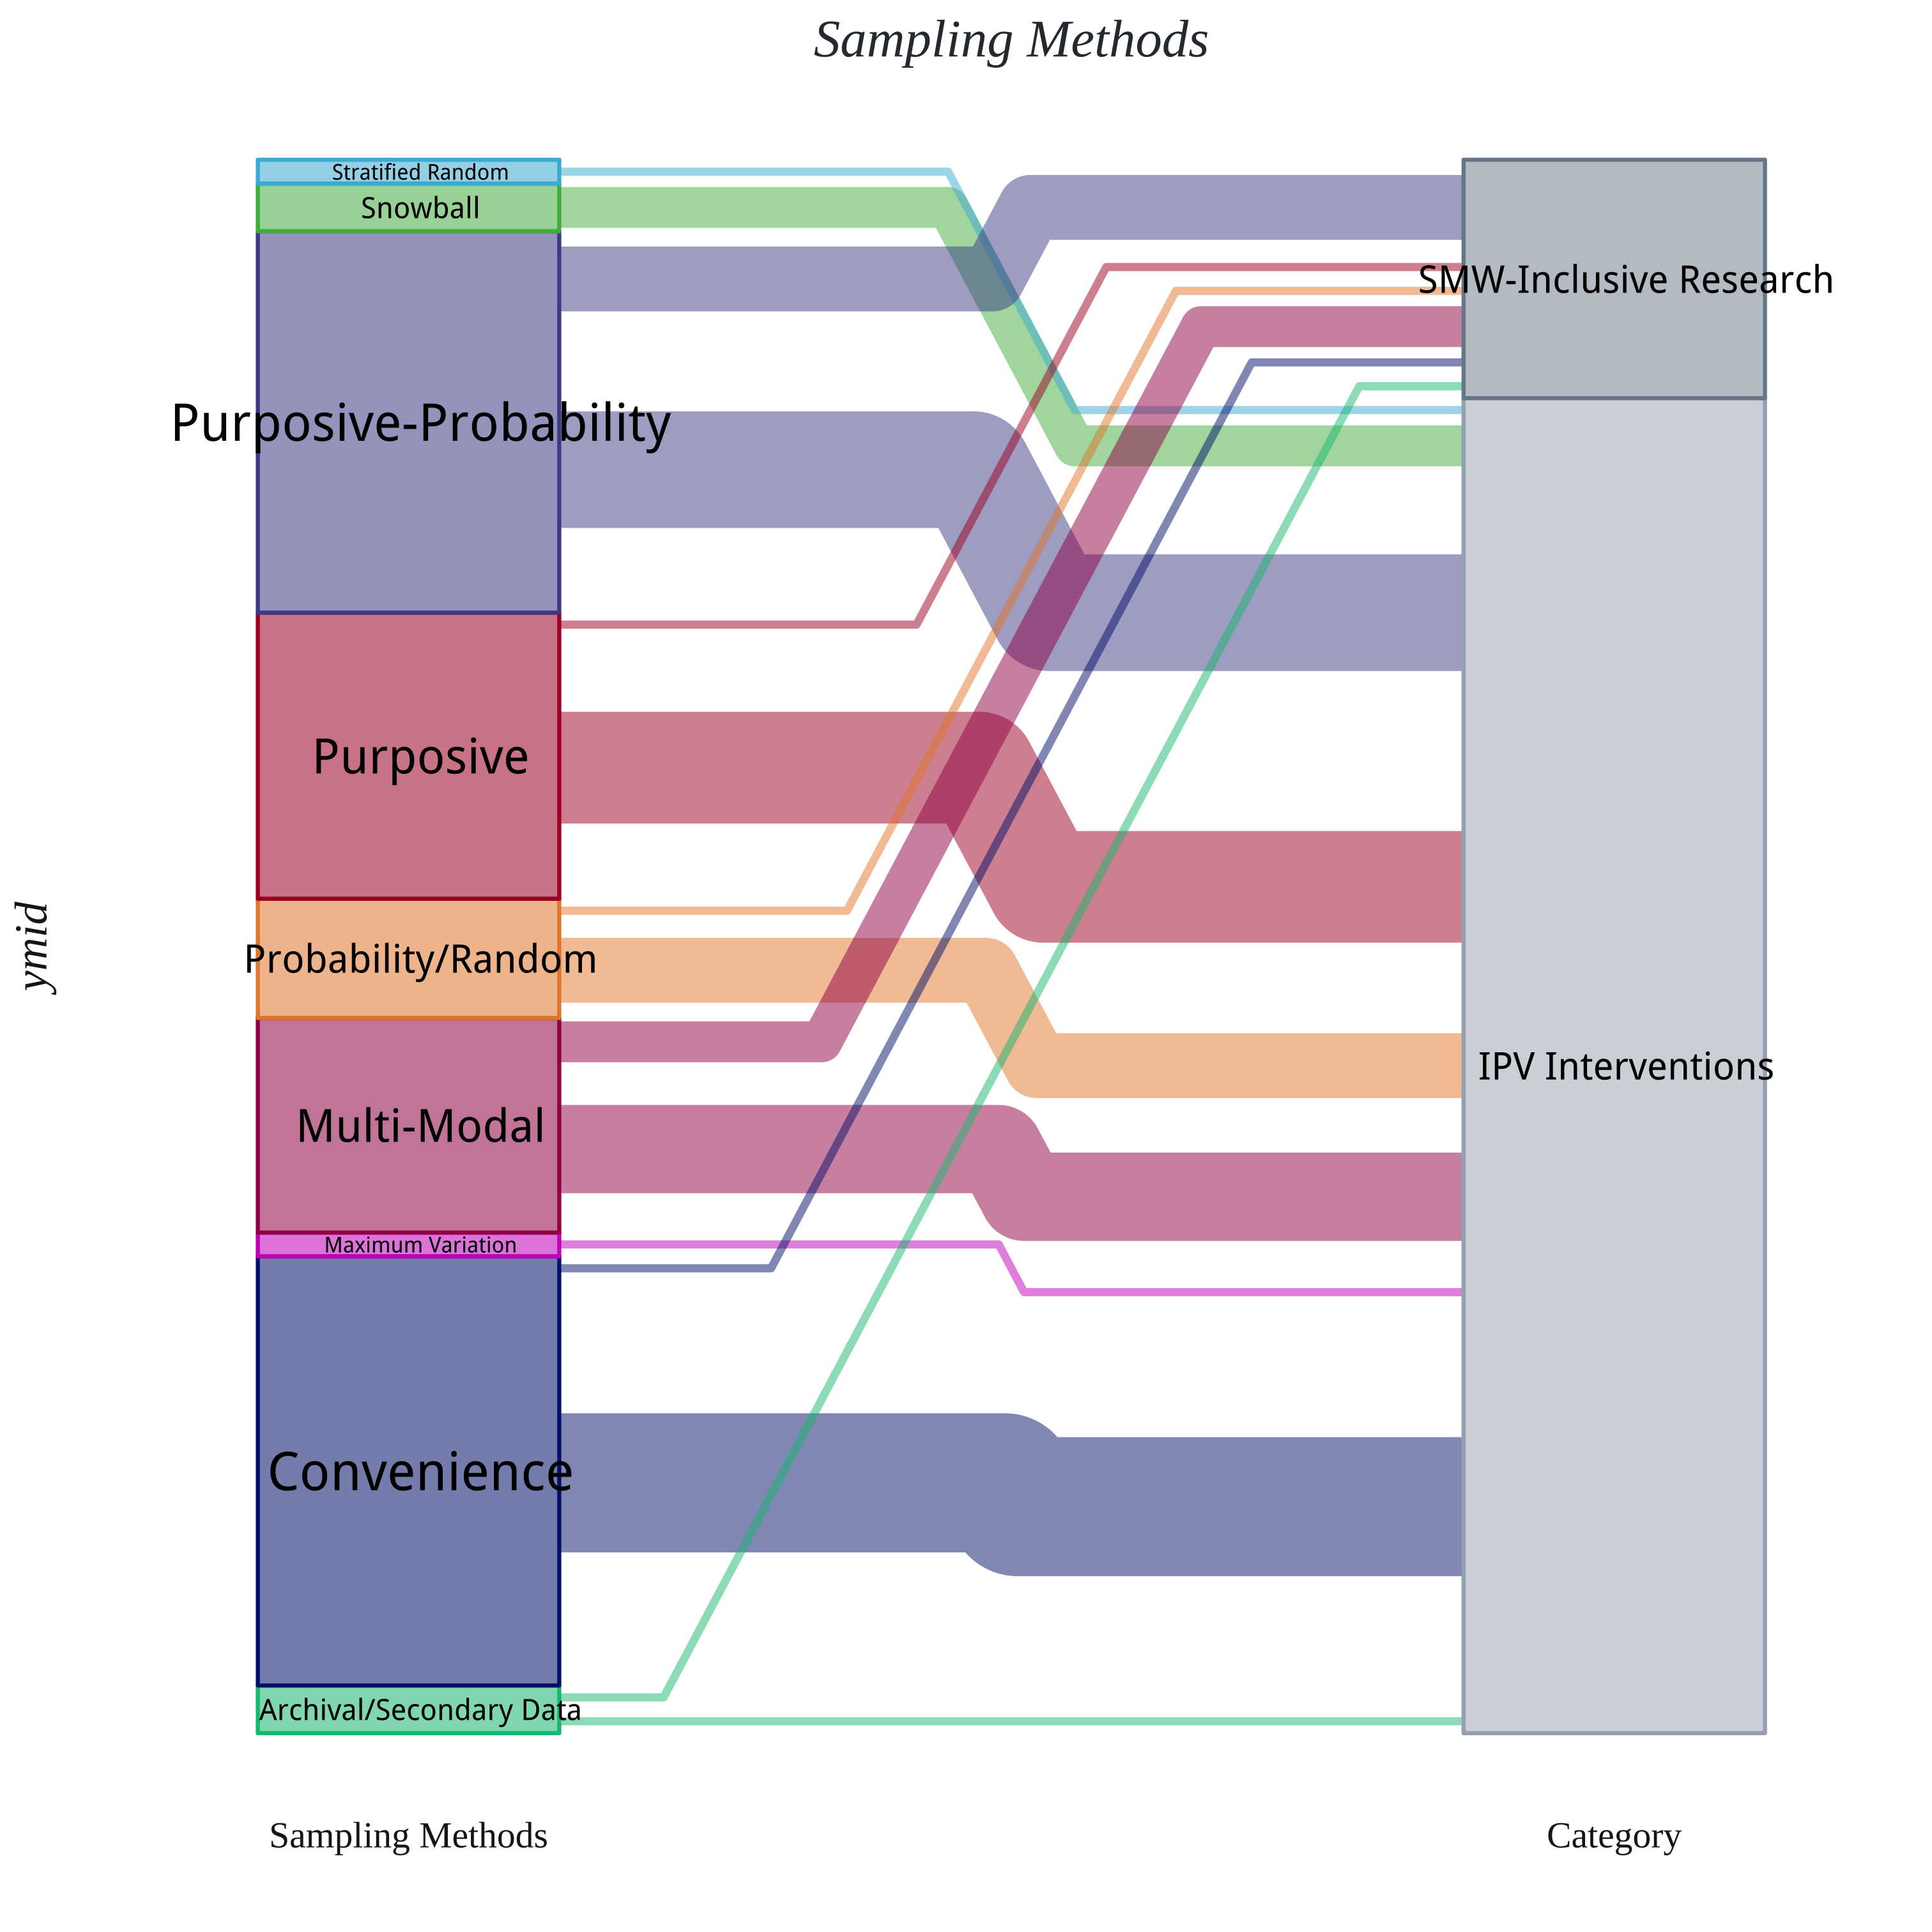 Sampling Methods
Stratified Random
Snowball
Purposive-Probability
Purposive
Probability/Random
Multi-Modal
Maximum Variation
Convenience
Archival/Secondary Data
SMW-Inclusive Research
IPV Interventions
ymid
Sampling Methods
Category